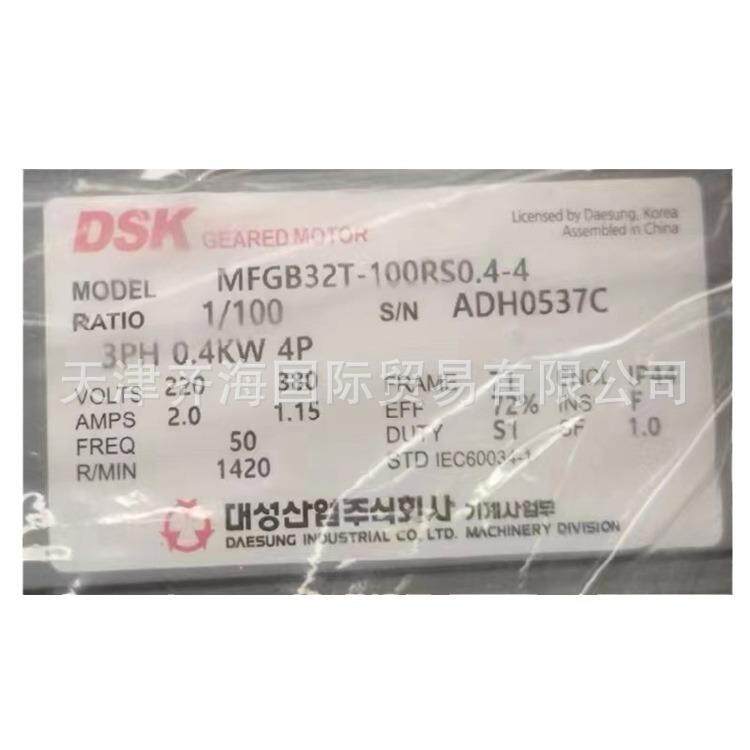 DSK GEARED MOTOR
Licensed by Daesung, Korea
Assembled in China
MODEL MFGB32T-100RS0.4-4
RATIO 1/100 S/N ADH0537C
3PH 0.4KW 4P
天津齐海国际贸易有限公司
VOLTS 220 380 FRAME 71 INCL
AMPS 2.0 1.15 EFF 72% INS F
FREQ 50 DUTY S1 SF 1.0
R/MIN 1420 STD IEC60034-1
대성산업주식회사 기계사업부
DAESUNG INDUSTRIAL CO. LTD. MACHINERY DIVISION